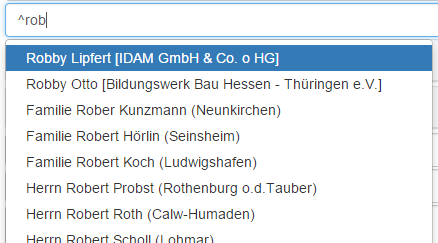 ^rob
Robby Lipfert [IDAM GmbH & Co. o HG]
Robby Otto [Bildungswerk Bau Hessen - Thüringen e.V.]
Familie Rober Kunzmann (Neunkirchen)
Familie Robert Hörlin (Seinsheim)
Familie Robert Koch (Ludwigshafen)
Herrn Robert Probst (Rothenburg o.d.Tauber)
Herrn Robert Roth (Calw-Humaden)
Herrn Robert Scholl (Lohmar)